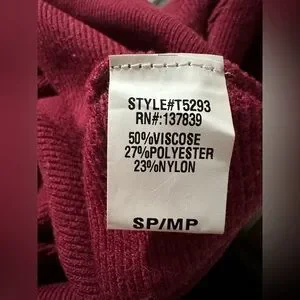 STYLE#T5293
RN#:137839
50%VISCOSE
27%POLYESTER
23%NYLON
SP/MP